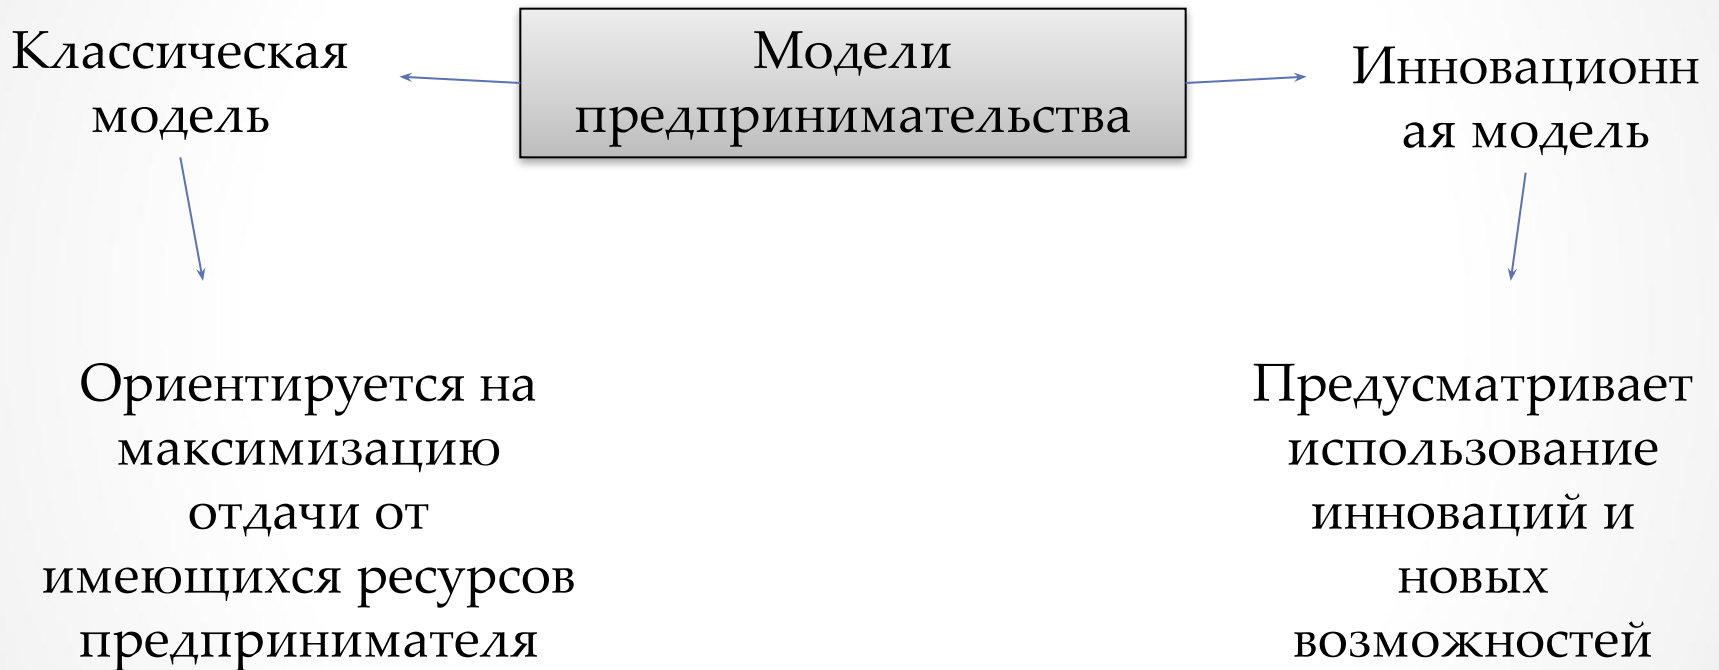 Классическая
модель
Модели
предпринимательства
Инновационн
ая модель
Ориентируется на
максимизацию
отдачи от
имеющихся ресурсов
предпринимателя
Предусматривает
использование
инноваций и
новых
возможностей